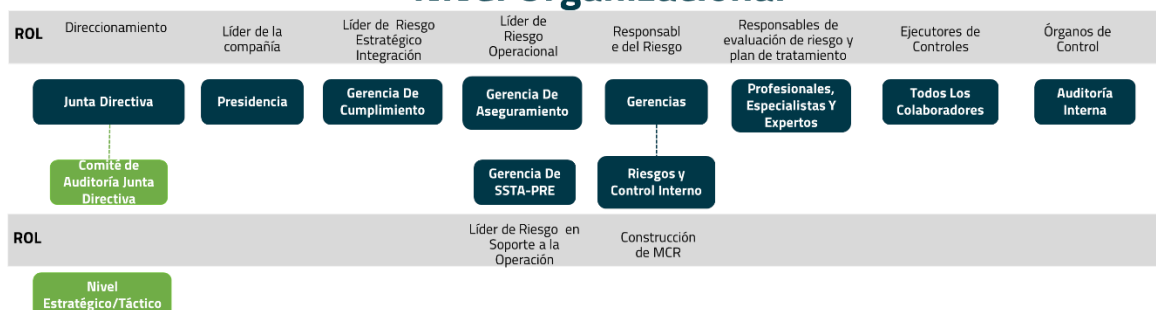 Nivel Organizacional
ROL
Direccionamiento
Líder de la
compañía
Líder de Riesgo
Estratégico
Integración
Líder de
Riesgo
Operacional
Responsabl
e del Riesgo
Responsables de
evaluación de riesgo y
plan de tratamiento
Ejecutores de
Controles
Órganos de
Control
Junta Directiva
Presidencia
Gerencia De
Cumplimiento
Gerencia De
Aseguramiento
Gerencias
Profesionales,
Especialistas Y
Expertos
Todos Los
Colaboradores
Auditoría
Interna
Comité de
Auditoría Junta
Directiva
Gerencia De
SSTA-PRE
Riesgos y
Control Interno
ROL
Líder de Riesgo en
Soporte a la
Operación
Construcción
de MCR
Nivel
Estratégico/Táctico